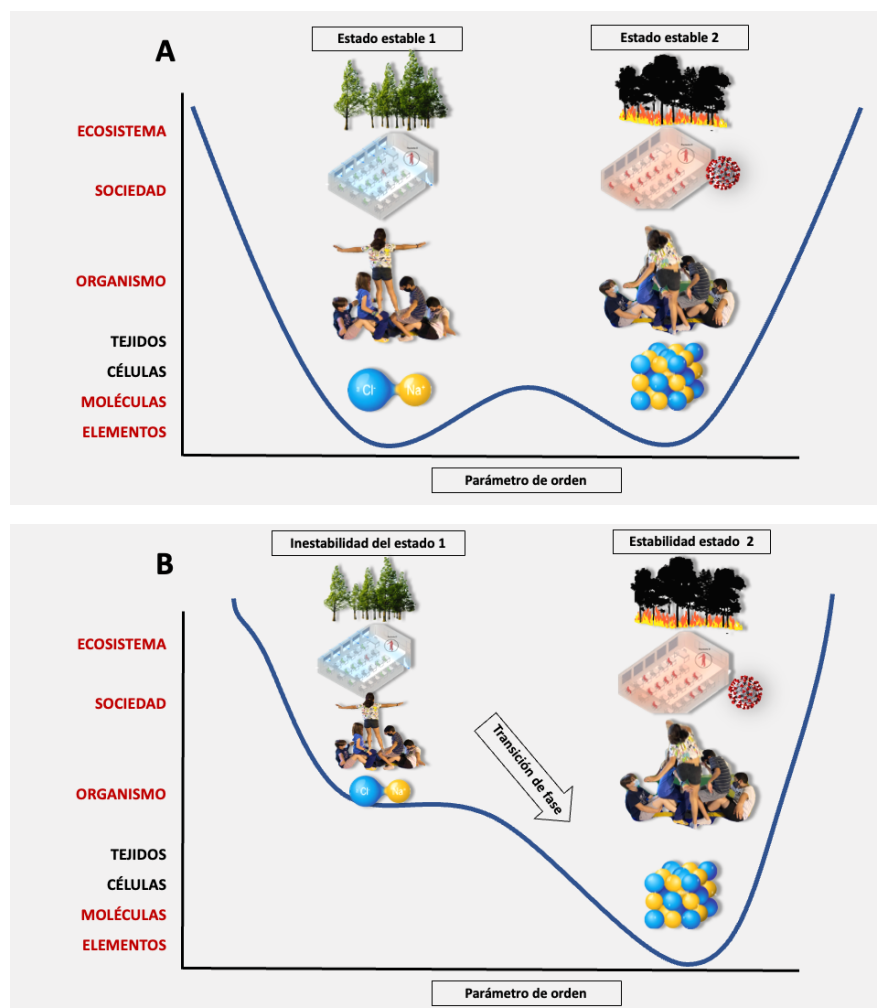 A
Estado estable 1
Estado estable 2
ECOSISTEMA
SOCIEDAD
ORGANISMO
TEJIDOS
CÉLULAS
MOLÉCULAS
ELEMENTOS
Cl-
Na+
Parámetro de orden
B
Inestabilidad del estado 1
Estabilidad estado 2
ECOSISTEMA
SOCIEDAD
ORGANISMO
TEJIDOS
CÉLULAS
MOLÉCULAS
ELEMENTOS
Cl
Na
Transición de fase
Parámetro de orden